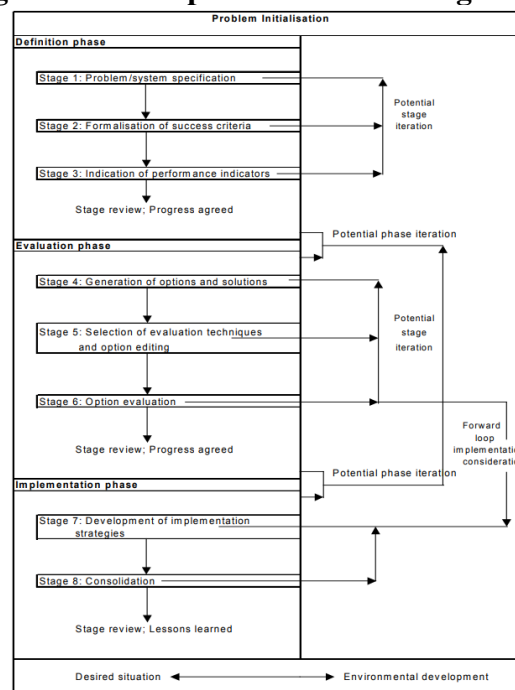 Problem Initialisation
Definition phase
Stage 1: Problem/system specification
Potential
stage
iteration
Stage 2: Formalisation of success criteria
Stage 3: Indication of performance indicators
Stage review; Progress agreed
Potential phase iteration
Evaluation phase
Stage 4: Generation of options and solutions
Potential
stage
iteration
Stage 5: Selection of evaluation techniques
and option editing
Stage 6: Option evaluation
Forward
loop
Stage review; Progress agreed
Potential phase iteration
Implementation phase
Stage 7: Development of implementation
strategies
Stage 8: Consolidation
Stage review; Lessons learned
Desired situation
Environmental development